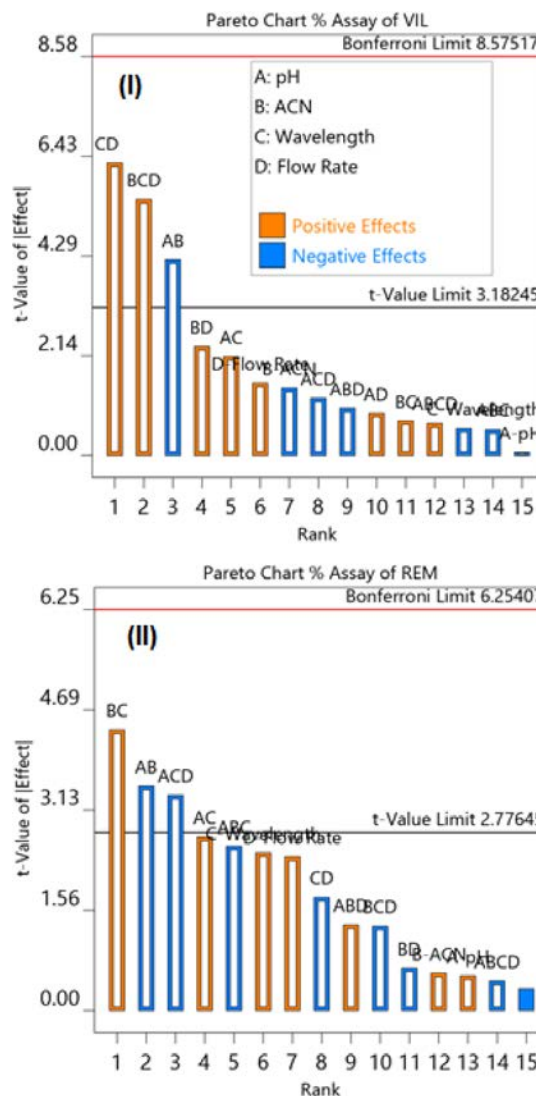 Pareto Chart % Assay of VIL
8.58
Bonferroni Limit 8.57517
(I)
A: pH
B: ACN
C: Wavelength
D: Flow Rate
Positive Effects
Negative Effects
6.43
4.29
2.14
0.00
t-Value of |Effect|
t-Value Limit 3.18245
CD
BCD
AB
BD
AC
D-Flow Rate
B-ACN
ACD
ABD
AD
BC
ABCD
C-Wavelength
ABC
A-pH
1 2 3 4 5 6 7 8 9 10 11 12 13 14 15
Rank
Pareto Chart % Assay of REM
6.25
Bonferroni Limit 6.25407
(II)
4.69
3.13
1.56
0.00
t-Value of |Effect|
t-Value Limit 2.77645
BC
AB
ACD
AC
ABC
C-Wavelength
D-Flow Rate
CD
ABD
BCD
BD
B-ACN
A-pH
ABCD
1 2 3 4 5 6 7 8 9 10 11 12 13 14 15
Rank